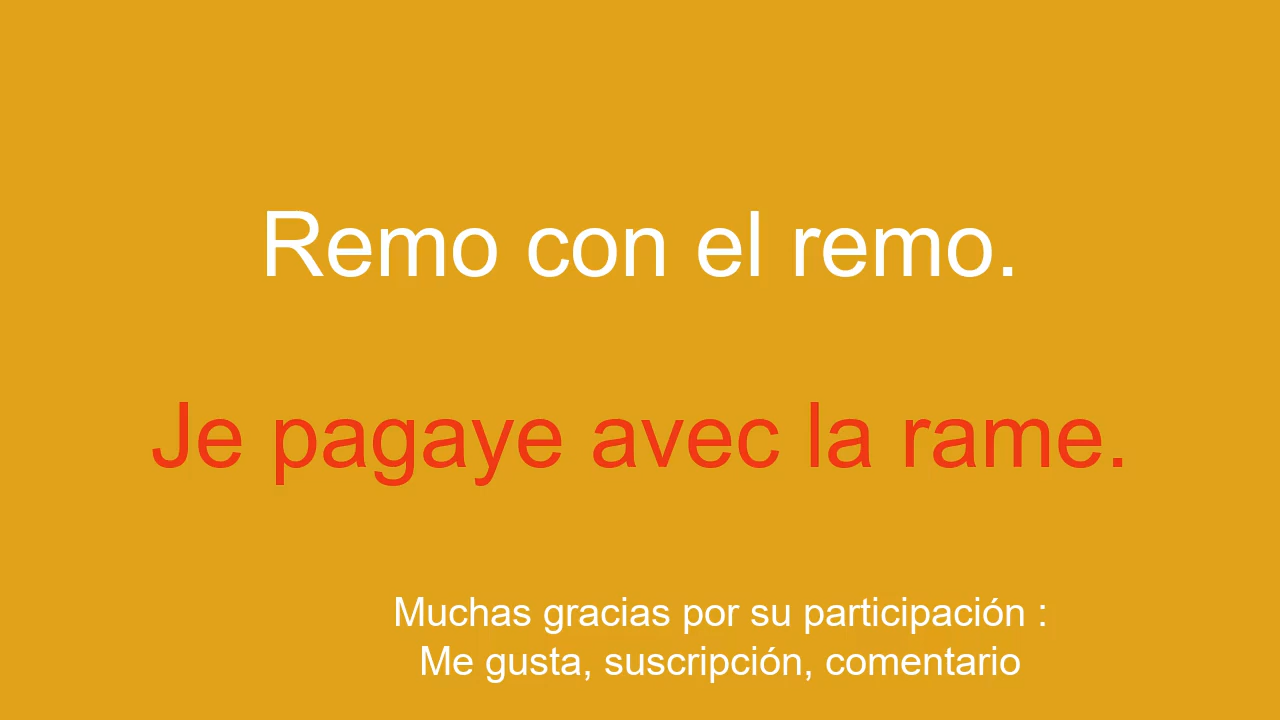 Remo con el remo.
Je pagaye avec la rame.
Muchas gracias por su participación :
Me gusta, suscripción, comentario